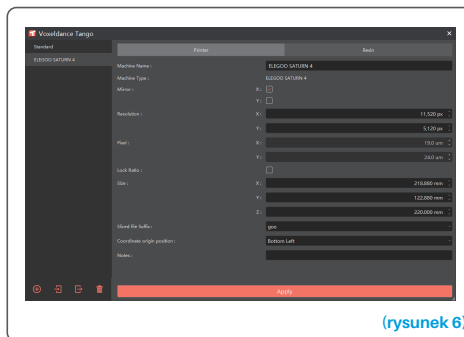 Voxeldance Tango
Standard
ELEGOO SATURN 4
Printer Resin
Machine Name : ELEGOO SATURN 4
Machine Type : ELEGOO SATURN 4
Mirror : X :
Y :
Resolution : X : 11,520 px
Y : 5,120 px
Pixel : X : 19.0 um
Y : 24.0 um
Lock Ratio :
Size : X : 218.880 mm
Y : 122.880 mm
Z : 220.000 mm
Sliced File Suffix : goo
Coordinate origin position : Bottom Left
Notes :
Apply
(rysunek 6)